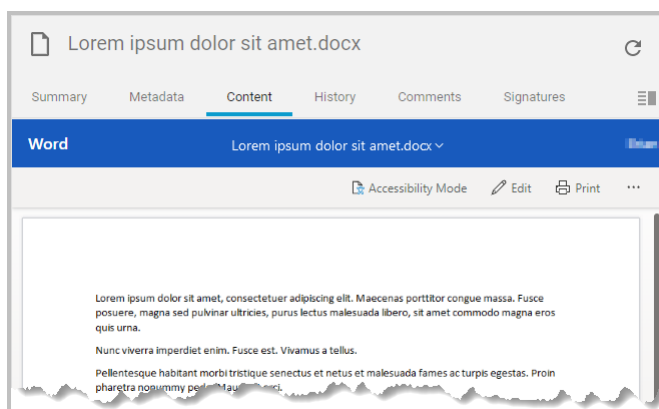 Lorem ipsum dolor sit amet.docx
Summary Metadata Content History Comments Signatures
Word Lorem ipsum dolor sit amet.docx
Accessibility Mode Edit Print ...
Lorem ipsum dolor sit amet, consectetuer adipiscing elit. Maecenas porttitor congue massa. Fusce
posuere, magna sed pulvinar ultricies, purus lectus malesuada libero, sit amet commodo magna eros
quis urna.
Nunc viverra imperdiet enim. Fusce est. Vivamus a tellus.
Pellentesque habitant morbi tristique senectus et netus et malesuada fames ac turpis egestas. Proin
pharetra nonummy